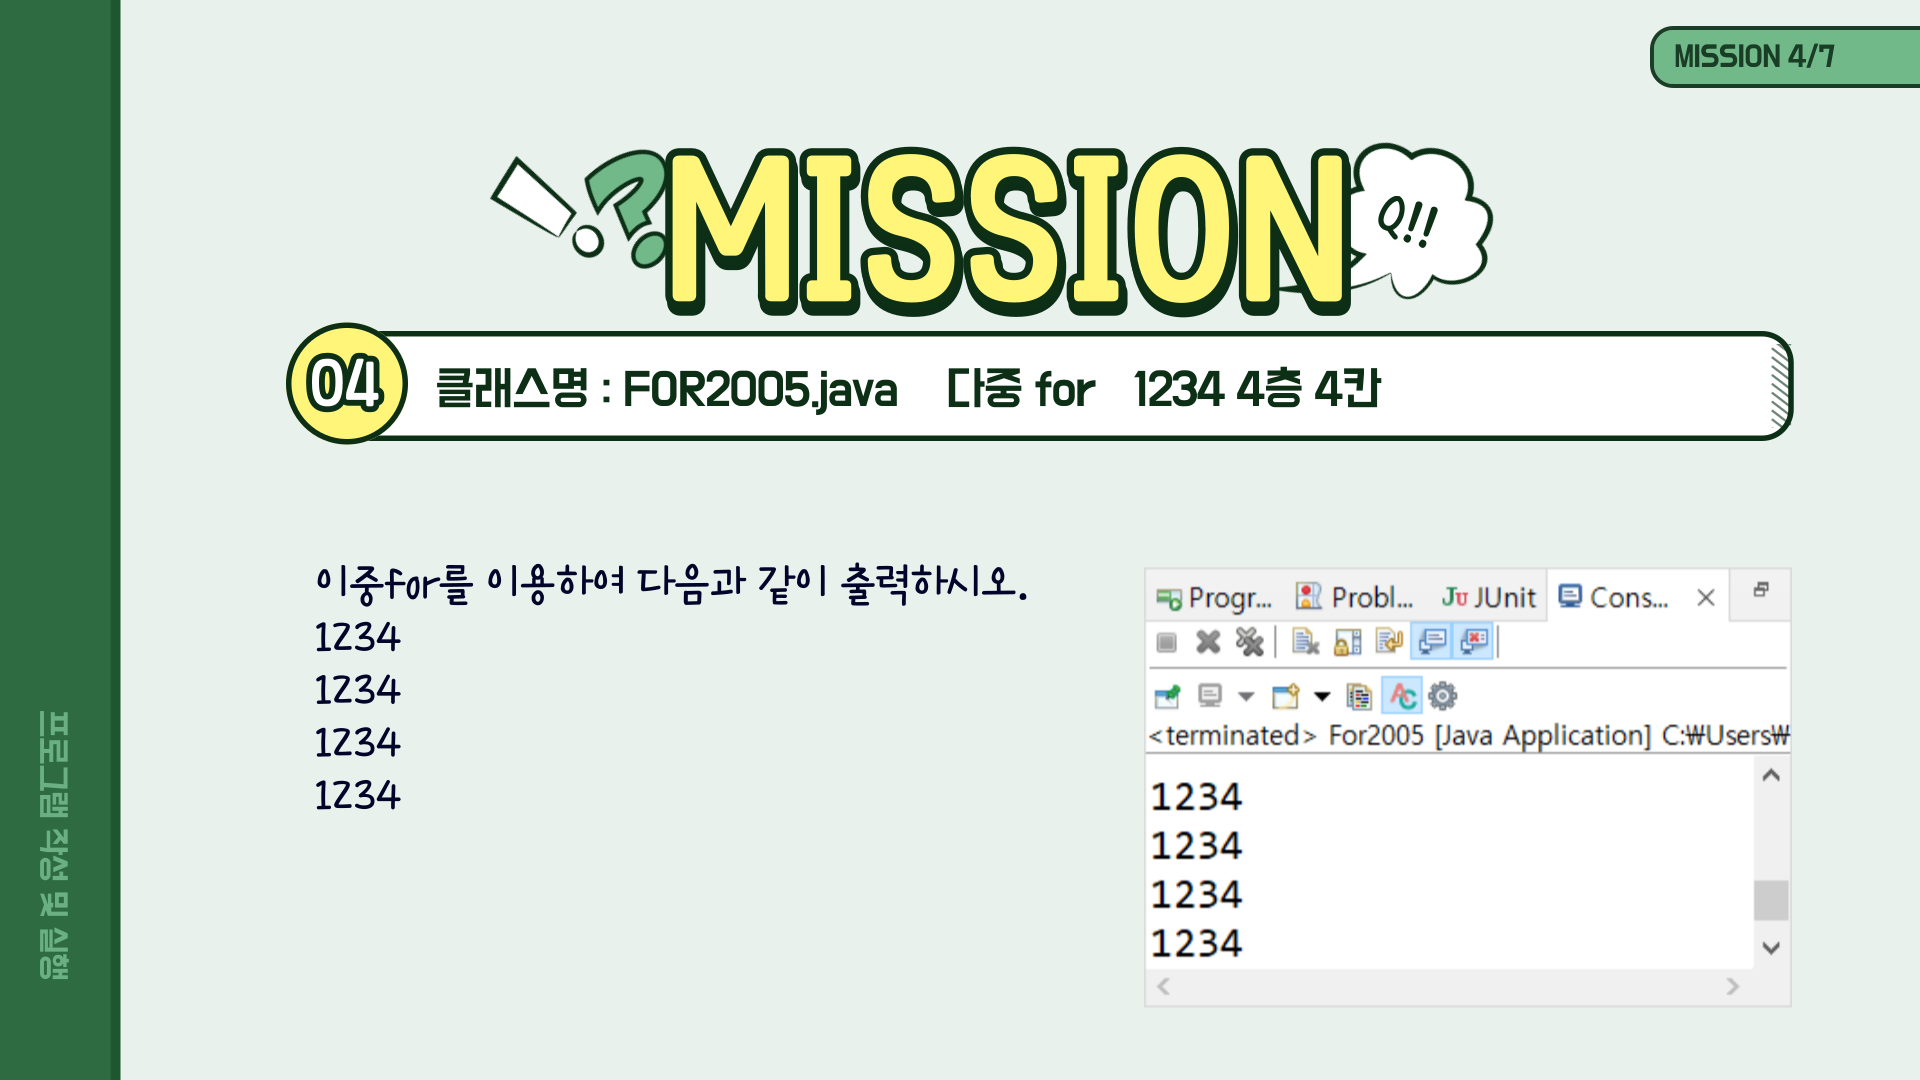 MISSION 4/7
MISSION
Q!!
04
클래스명 : FOR2005.java 다중 for 1234 4층 4칸
이중for를 이용하여 다음과 같이 출력하시오.
1234
1234
1234
1234
Progr... Probl... JUnit Cons...
<terminated> For2005 [Java Application] C:₩Users₩
1234
1234
1234
1234
프로그램 작성 및 실행